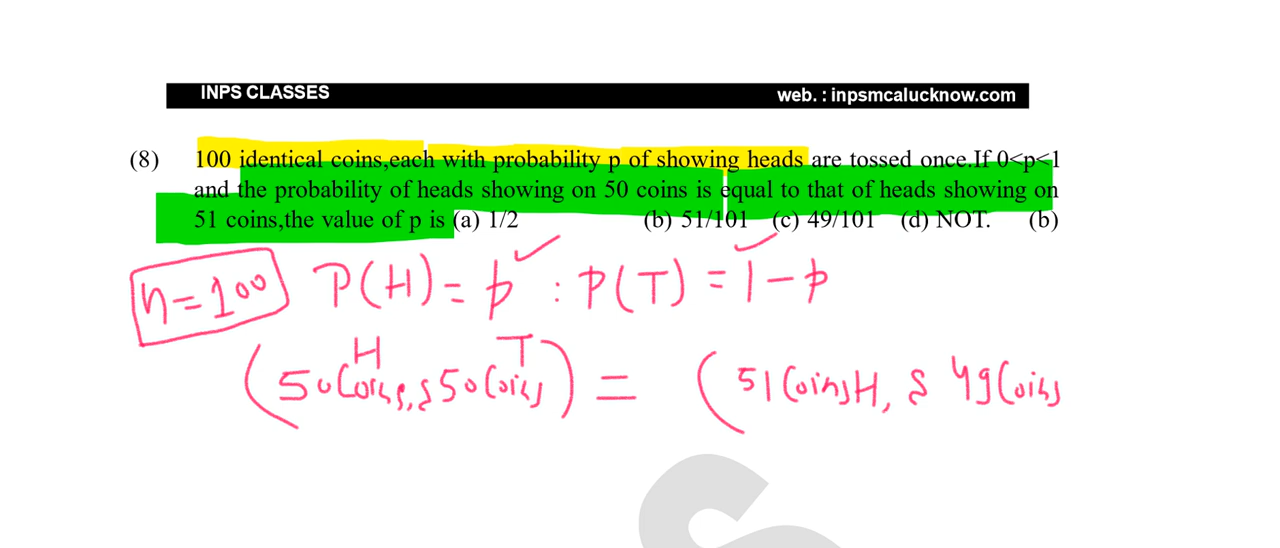 INPS CLASSES web. : inpsmcalucknow.com
(8) 100 identical coins,each with probability p of showing heads are tossed once.If 0<p<1
and the probability of heads showing on 50 coins is equal to that of heads showing on
51 coins,the value of p is (a) 1/2 (b) 51/101 (c) 49/101 (d) NOT. (b)
n=100 P(H) = p : P(T) = 1-p
H T
(50 Coins, & 50 Coins) = (51 Coins H, & 49 Coins
S